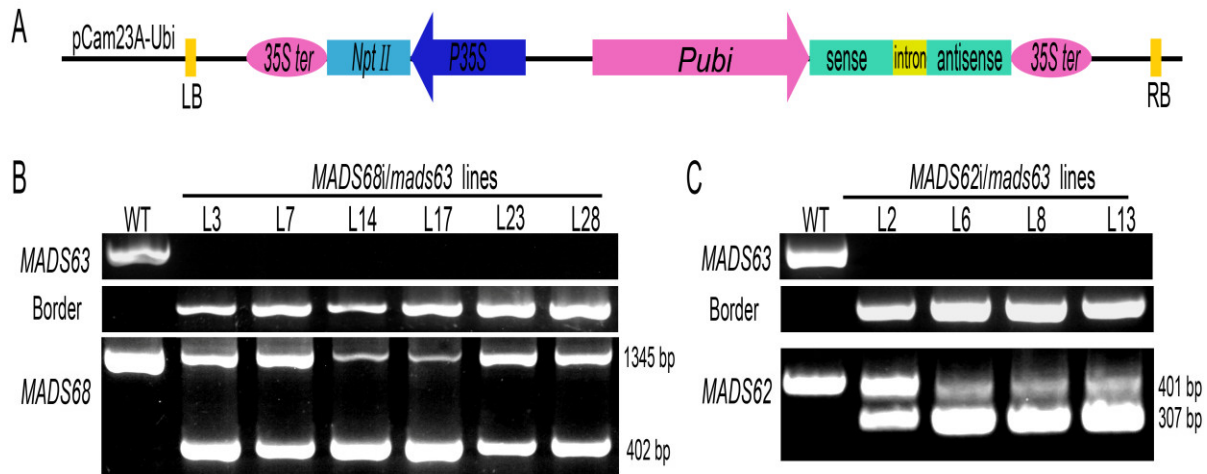 A
pCam23A-Ubi
35S ter
Npt II
P35S
Pubi
sense
intron
antisense
35S ter
LB
RB
B
MADS68i/mads63 lines
WT L3 L7 L14 L17 L23 L28
MADS63
Border
MADS68
1345 bp
402 bp
C
MADS62i/mads63 lines
WT L2 L6 L8 L13
MADS63
Border
MADS62
401 bp
307 bp